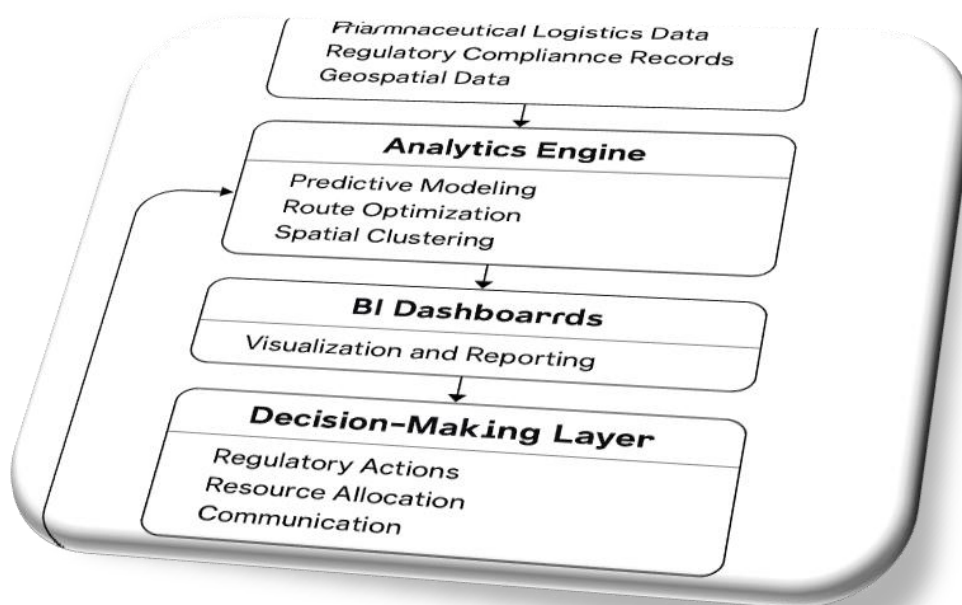 Phiarmnaceutical Logistics Data
Regulatory Compliannce Records
Geospatial Data
Analytics Engine
Predictive Modeling
Route Optimization
Spatial Clustering
BI Dashboarrds
Visualization and Reporting
Decision-Making Layer
Regulatory Actions
Resource Allocation
Communication